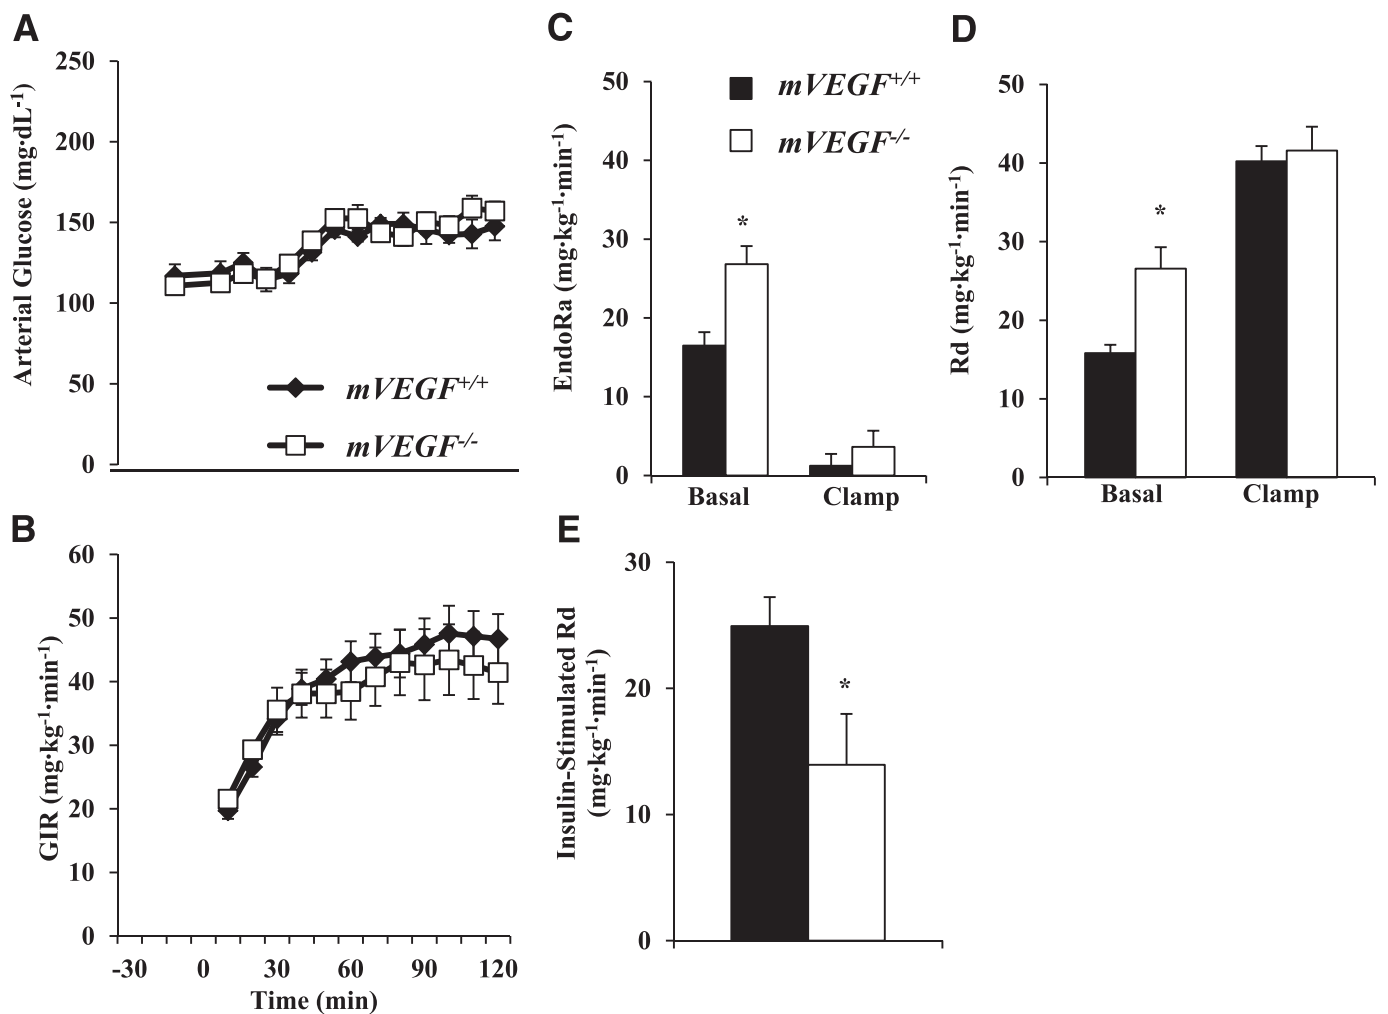 A
250
200
150
100
50
0
Arterial Glucose (mg·dL⁻¹)
mVEGF⁺/⁺
mVEGF⁻/⁻
B
60
50
40
30
20
10
0
GIR (mg·kg⁻¹·min⁻¹)
-30 0 30 60 90 120
Time (min)
C
50
40
30
20
10
0
EndoRa (mg·kg⁻¹·min⁻¹)
mVEGF⁺/⁺
mVEGF⁻/⁻
*
Basal Clamp
D
50
40
30
20
10
0
Rd (mg·kg⁻¹·min⁻¹)
*
Basal Clamp
E
30
20
10
0
Insulin-Stimulated Rd
(mg·kg⁻¹·min⁻¹)
*